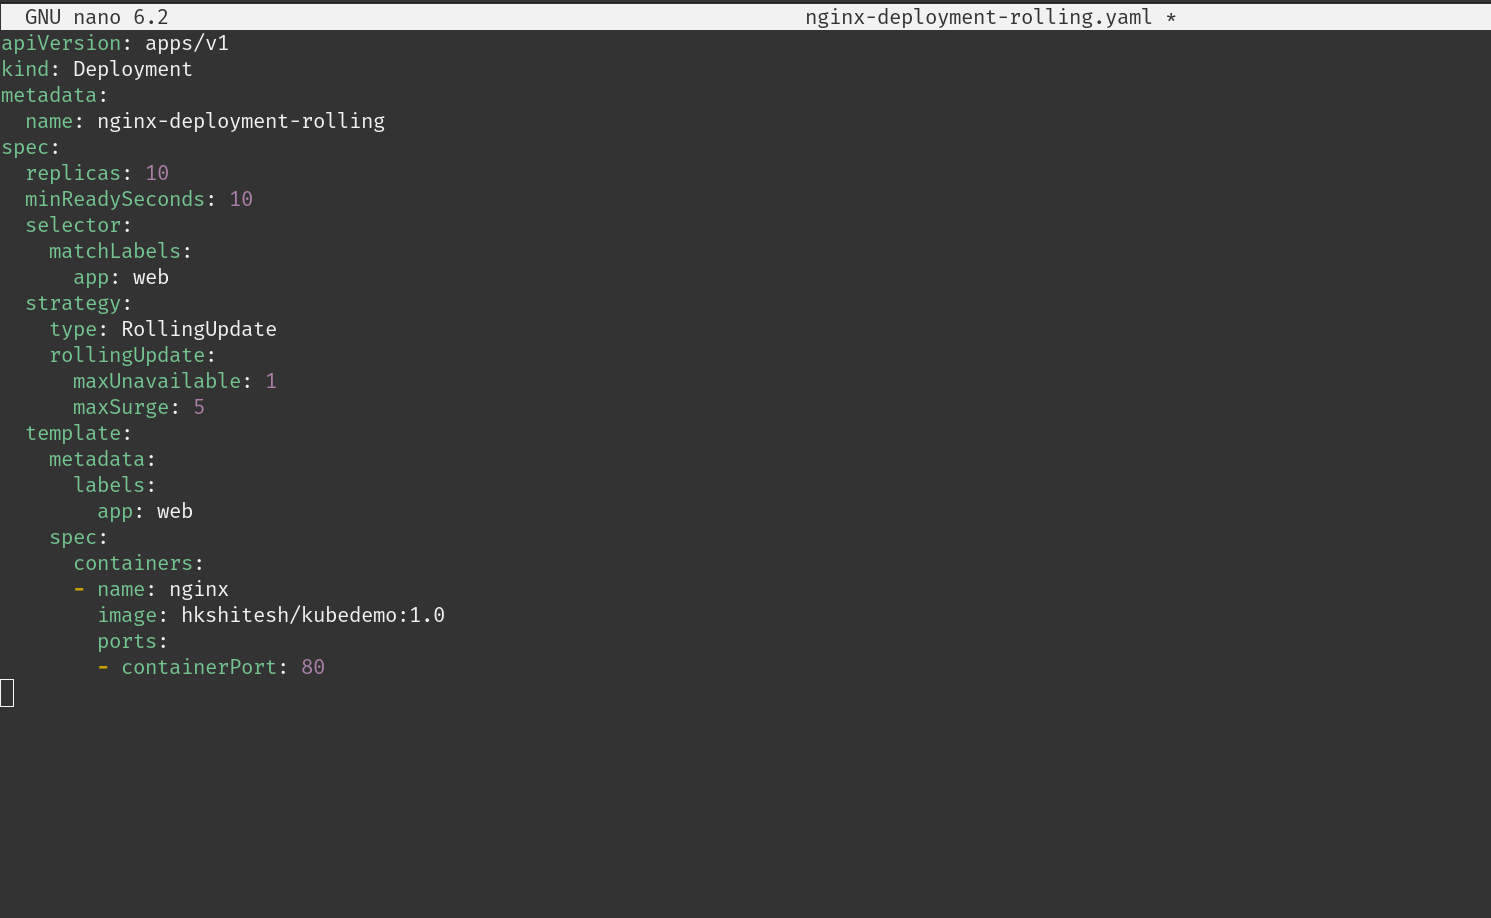 GNU nano 6.2 nginx-deployment-rolling.yaml *
apiVersion: apps/v1
kind: Deployment
metadata:
  name: nginx-deployment-rolling
spec:
  replicas: 10
  minReadySeconds: 10
  selector:
    matchLabels:
      app: web
  strategy:
    type: RollingUpdate
    rollingUpdate:
      maxUnavailable: 1
      maxSurge: 5
  template:
    metadata:
      labels:
        app: web
    spec:
      containers:
      - name: nginx
        image: hkshitesh/kubedemo:1.0
        ports:
        - containerPort: 80